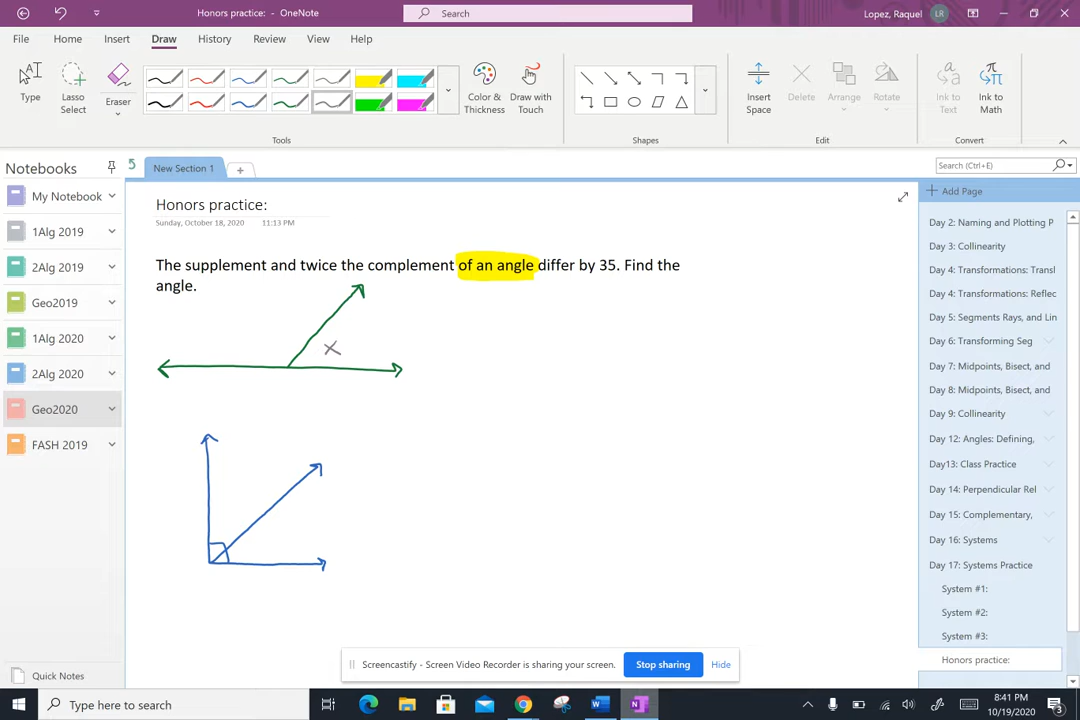 Honors practice: - OneNote
Search
Lopez, Raquel
LR
File Home Insert Draw History Review View Help
Type
Lasso Select
Eraser
Color & Thickness
Draw with Touch
Insert Space
Delete
Arrange
Rotate
Ink to Text
Ink to Math
Tools
Shapes
Edit
Convert
Notebooks
5
New Section 1
Search (Ctrl+E)
My Notebook
1Alg 2019
2Alg 2019
Geo2019
1Alg 2020
2Alg 2020
Geo2020
FASH 2019
Quick Notes
Honors practice:
Sunday, October 18, 2020 11:13 PM
The supplement and twice the complement of an angle differ by 35. Find the
angle.
x
Add Page
Day 2: Naming and Plotting P
Day 3: Collinearity
Day 4: Transformations: Transl
Day 4: Transformations: Reflec
Day 5: Segments Rays, and Lin
Day 6: Transforming Seg
Day 7: Midpoints, Bisect, and
Day 8: Midpoints, Bisect, and
Day 9: Collinearity
Day 12: Angles: Defining,
Day13: Class Practice
Day 14: Perpendicular Rel
Day 15: Complementary,
Day 16: Systems
Day 17: Systems Practice
System #1:
System #2:
System #3:
Honors practice:
Screencastify - Screen Video Recorder is sharing your screen.
Stop sharing
Hide
Type here to search
8:41 PM
10/19/2020
3